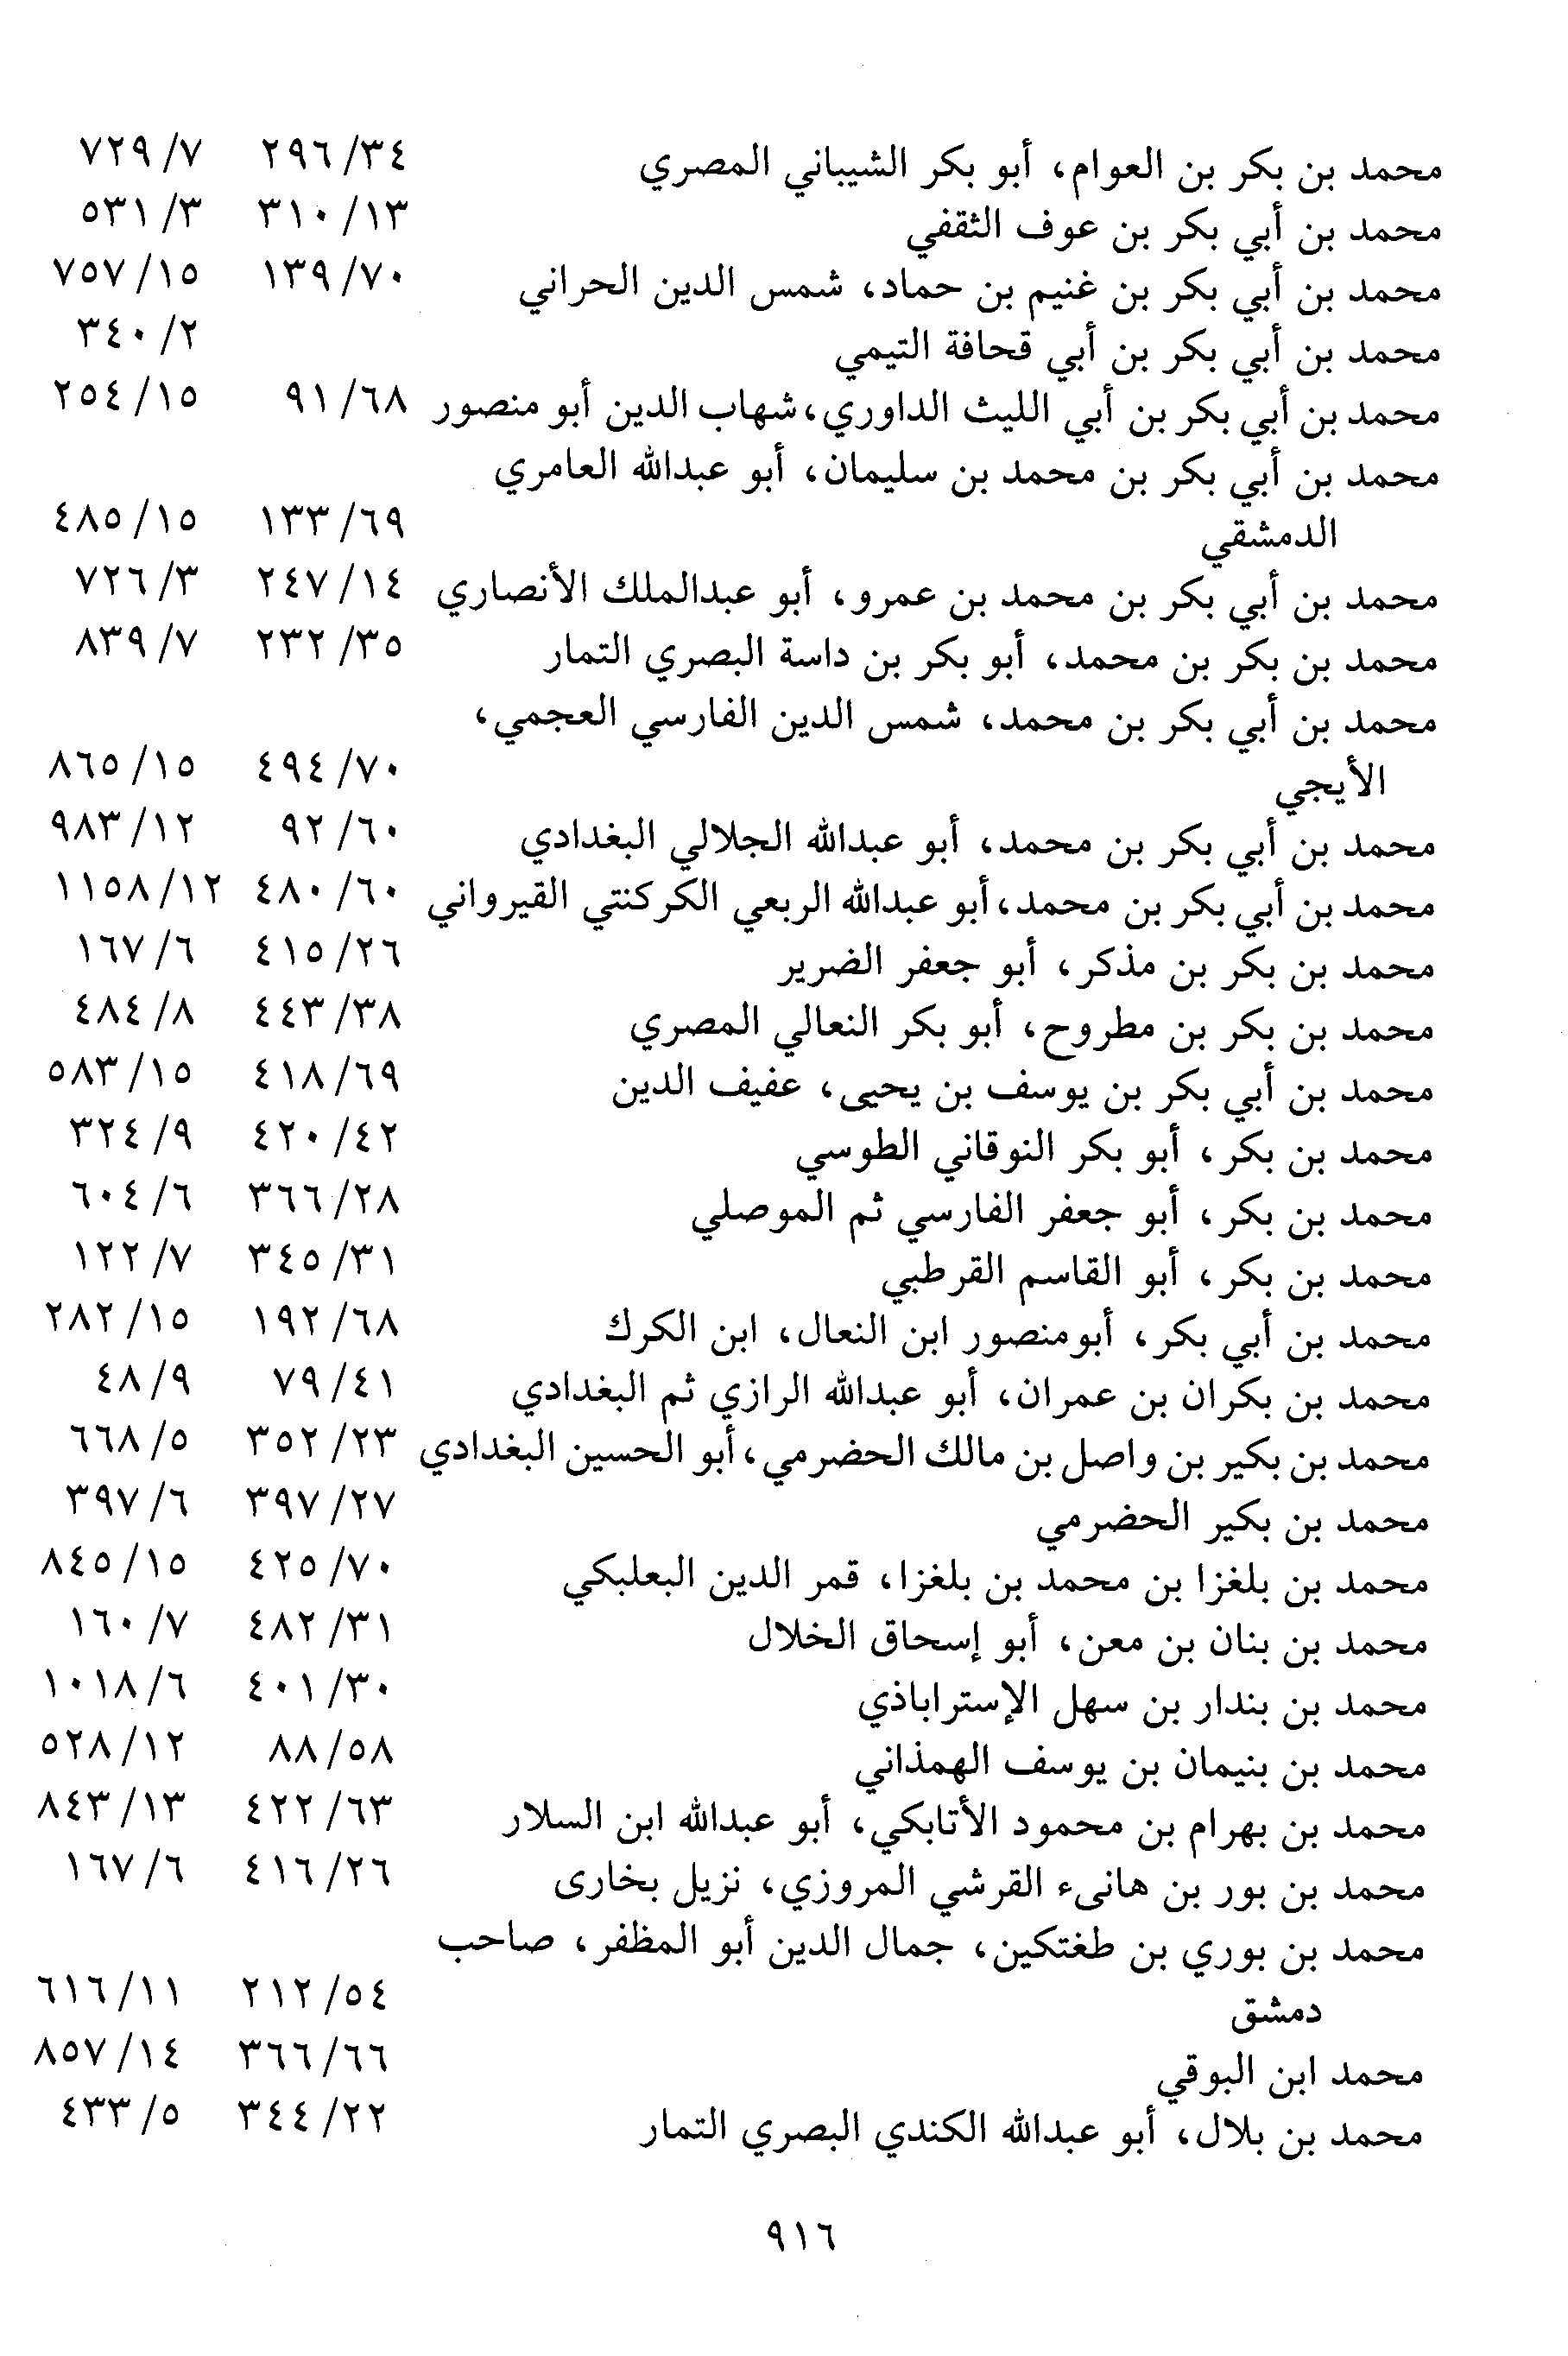 محمد بن بكر بن العوام، أبو بكر الشيباني المصري ٣٤/ ٢٩٦ ٧/ ٧٢٩
محمد بن أبي بكر بن عوف الثقفي ١٣/ ٣١٠ ٣/ ٥٣١
محمد بن أبي بكر بن غنيم بن حماد، شمس الدين الحراني ٧٠/ ١٣٩ ١٥/ ٧٥٧
محمد بن أبي بكر بن أبي قحافة التيمي ٢/ ٣٤٠
محمد بن أبي بكر بن أبي الليث الداوري، شهاب الدين أبو منصور ٦٨/ ٩١ ١٥/ ٢٥٤
محمد بن أبي بكر بن محمد بن سليمان، أبو عبدالله العامري
الدمشقي ٦٩/ ١٣٣ ١٥/ ٤٨٥
محمد بن أبي بكر بن محمد بن عمرو، أبو عبدالملك الأنصاري ١٤/ ٢٤٧ ٣/ ٧٢٦
محمد بن بكر بن محمد، أبو بكر بن داسة البصري التمار ٣٥/ ٢٣٢ ٧/ ٨٣٩
محمد بن أبي بكر بن محمد، شمس الدين الفارسي العجمي،
الأيجي ٧٠/ ٤٩٤ ١٥/ ٨٦٥
محمد بن أبي بكر بن محمد، أبو عبدالله الجلالي البغدادي ٦٠/ ٩٢ ١٢/ ٩٨٣
محمد بن أبي بكر بن محمد، أبو عبدالله الربعي الكركنتي القيرواني ٦٠/ ٤٨٠ ١٢/ ١١٥٨
محمد بن بكر بن مذكر، أبو جعفر الضرير ٢٦/ ٤١٥ ٦/ ١٦٧
محمد بن بكر بن مطروح، أبو بكر النعالي المصري ٣٨/ ٤٤٣ ٨/ ٤٨٤
محمد بن أبي بكر بن يوسف بن يحيى، عفيف الدين ٦٩/ ٤١٨ ١٥/ ٥٨٣
محمد بن بكر، أبو بكر النوقاني الطوسي ٤٢/ ٤٢٠ ٩/ ٣٢٤
محمد بن بكر، أبو جعفر الفارسي ثم الموصلي ٢٨/ ٣٦٦ ٦/ ٦٠٤
محمد بن بكر، أبو القاسم القرطبي ٣١/ ٣٤٥ ٧/ ١٢٢
محمد بن أبي بكر، أبومنصور ابن النعال، ابن الكرك ٦٨/ ١٩٢ ١٥/ ٢٨٢
محمد بن بكران بن عمران، أبو عبدالله الرازي ثم البغدادي ٤١/ ٧٩ ٩/ ٤٨
محمد بن بكير بن واصل بن مالك الحضرمي، أبو الحسين البغدادي ٢٣/ ٣٥٢ ٥/ ٦٦٨
محمد بن بكير الحضرمي ٢٧/ ٣٩٧ ٦/ ٣٩٧
محمد بن بلغزا بن محمد بن بلغزا، قمر الدين البعلبكي ٧٠/ ٤٢٥ ١٥/ ٨٤٥
محمد بن بنان بن معن، أبو إسحاق الخلال ٣١/ ٤٨٢ ٧/ ١٦٠
محمد بن بندار بن سهل الإستراباذي ٣٠/ ٤٠١ ٦/ ١٠١٨
محمد بن بنيمان بن يوسف الهمذاني ٥٨/ ٨٨ ١٢/ ٥٢٨
محمد بن بهرام بن محمود الأتابكي، أبو عبدالله ابن السلار ٦٣/ ٤٢٢ ١٣/ ٨٤٣
محمد بن بور بن هانىء القرشي المروزي، نزيل بخارى ٢٦/ ٤١٦ ٦/ ١٦٧
محمد بن بوري بن طغتكين، جمال الدين أبو المظفر، صاحب
دمشق ٥٤/ ٢١٢ ١١/ ٦١٦
محمد ابن البوقي ٦٦/ ٣٦٦ ١٤/ ٨٥٧
محمد بن بلال، أبو عبدالله الكندي البصري التمار ٢٢/ ٣٤٤ ٥/ ٤٣٣
٩١٦